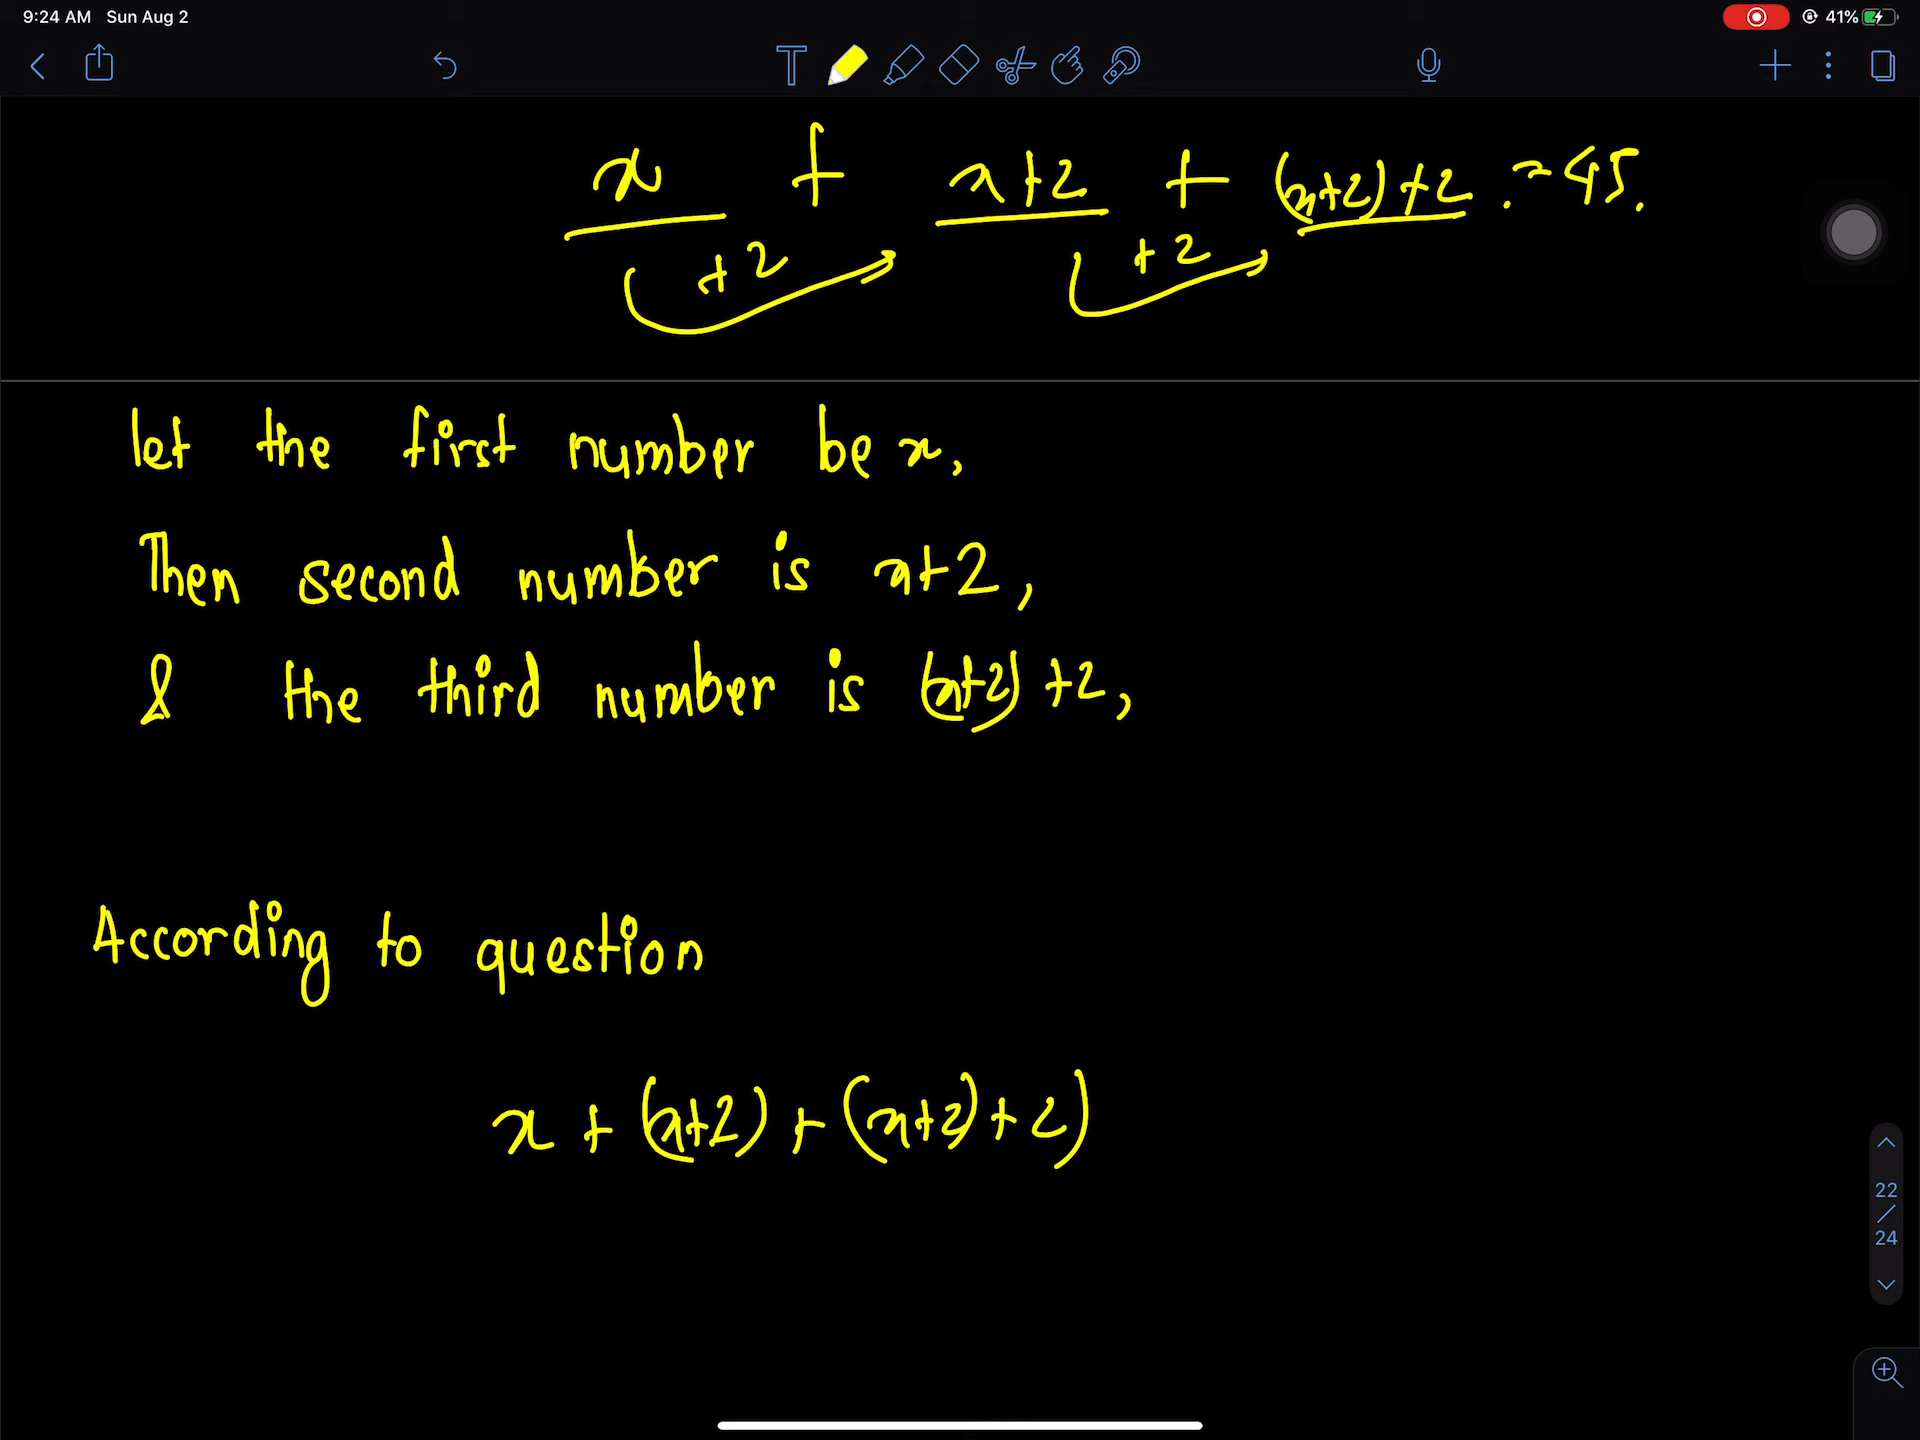 9:24 AM Sun Aug 2 41%
x + x+2 + (x+2)+2 = 45.
+2 +2
let the first number be x,
Then second number is x+2,
& the third number is (x+2) +2,
According to question
x + (x+2) + (x+2)+2)
22
/
24